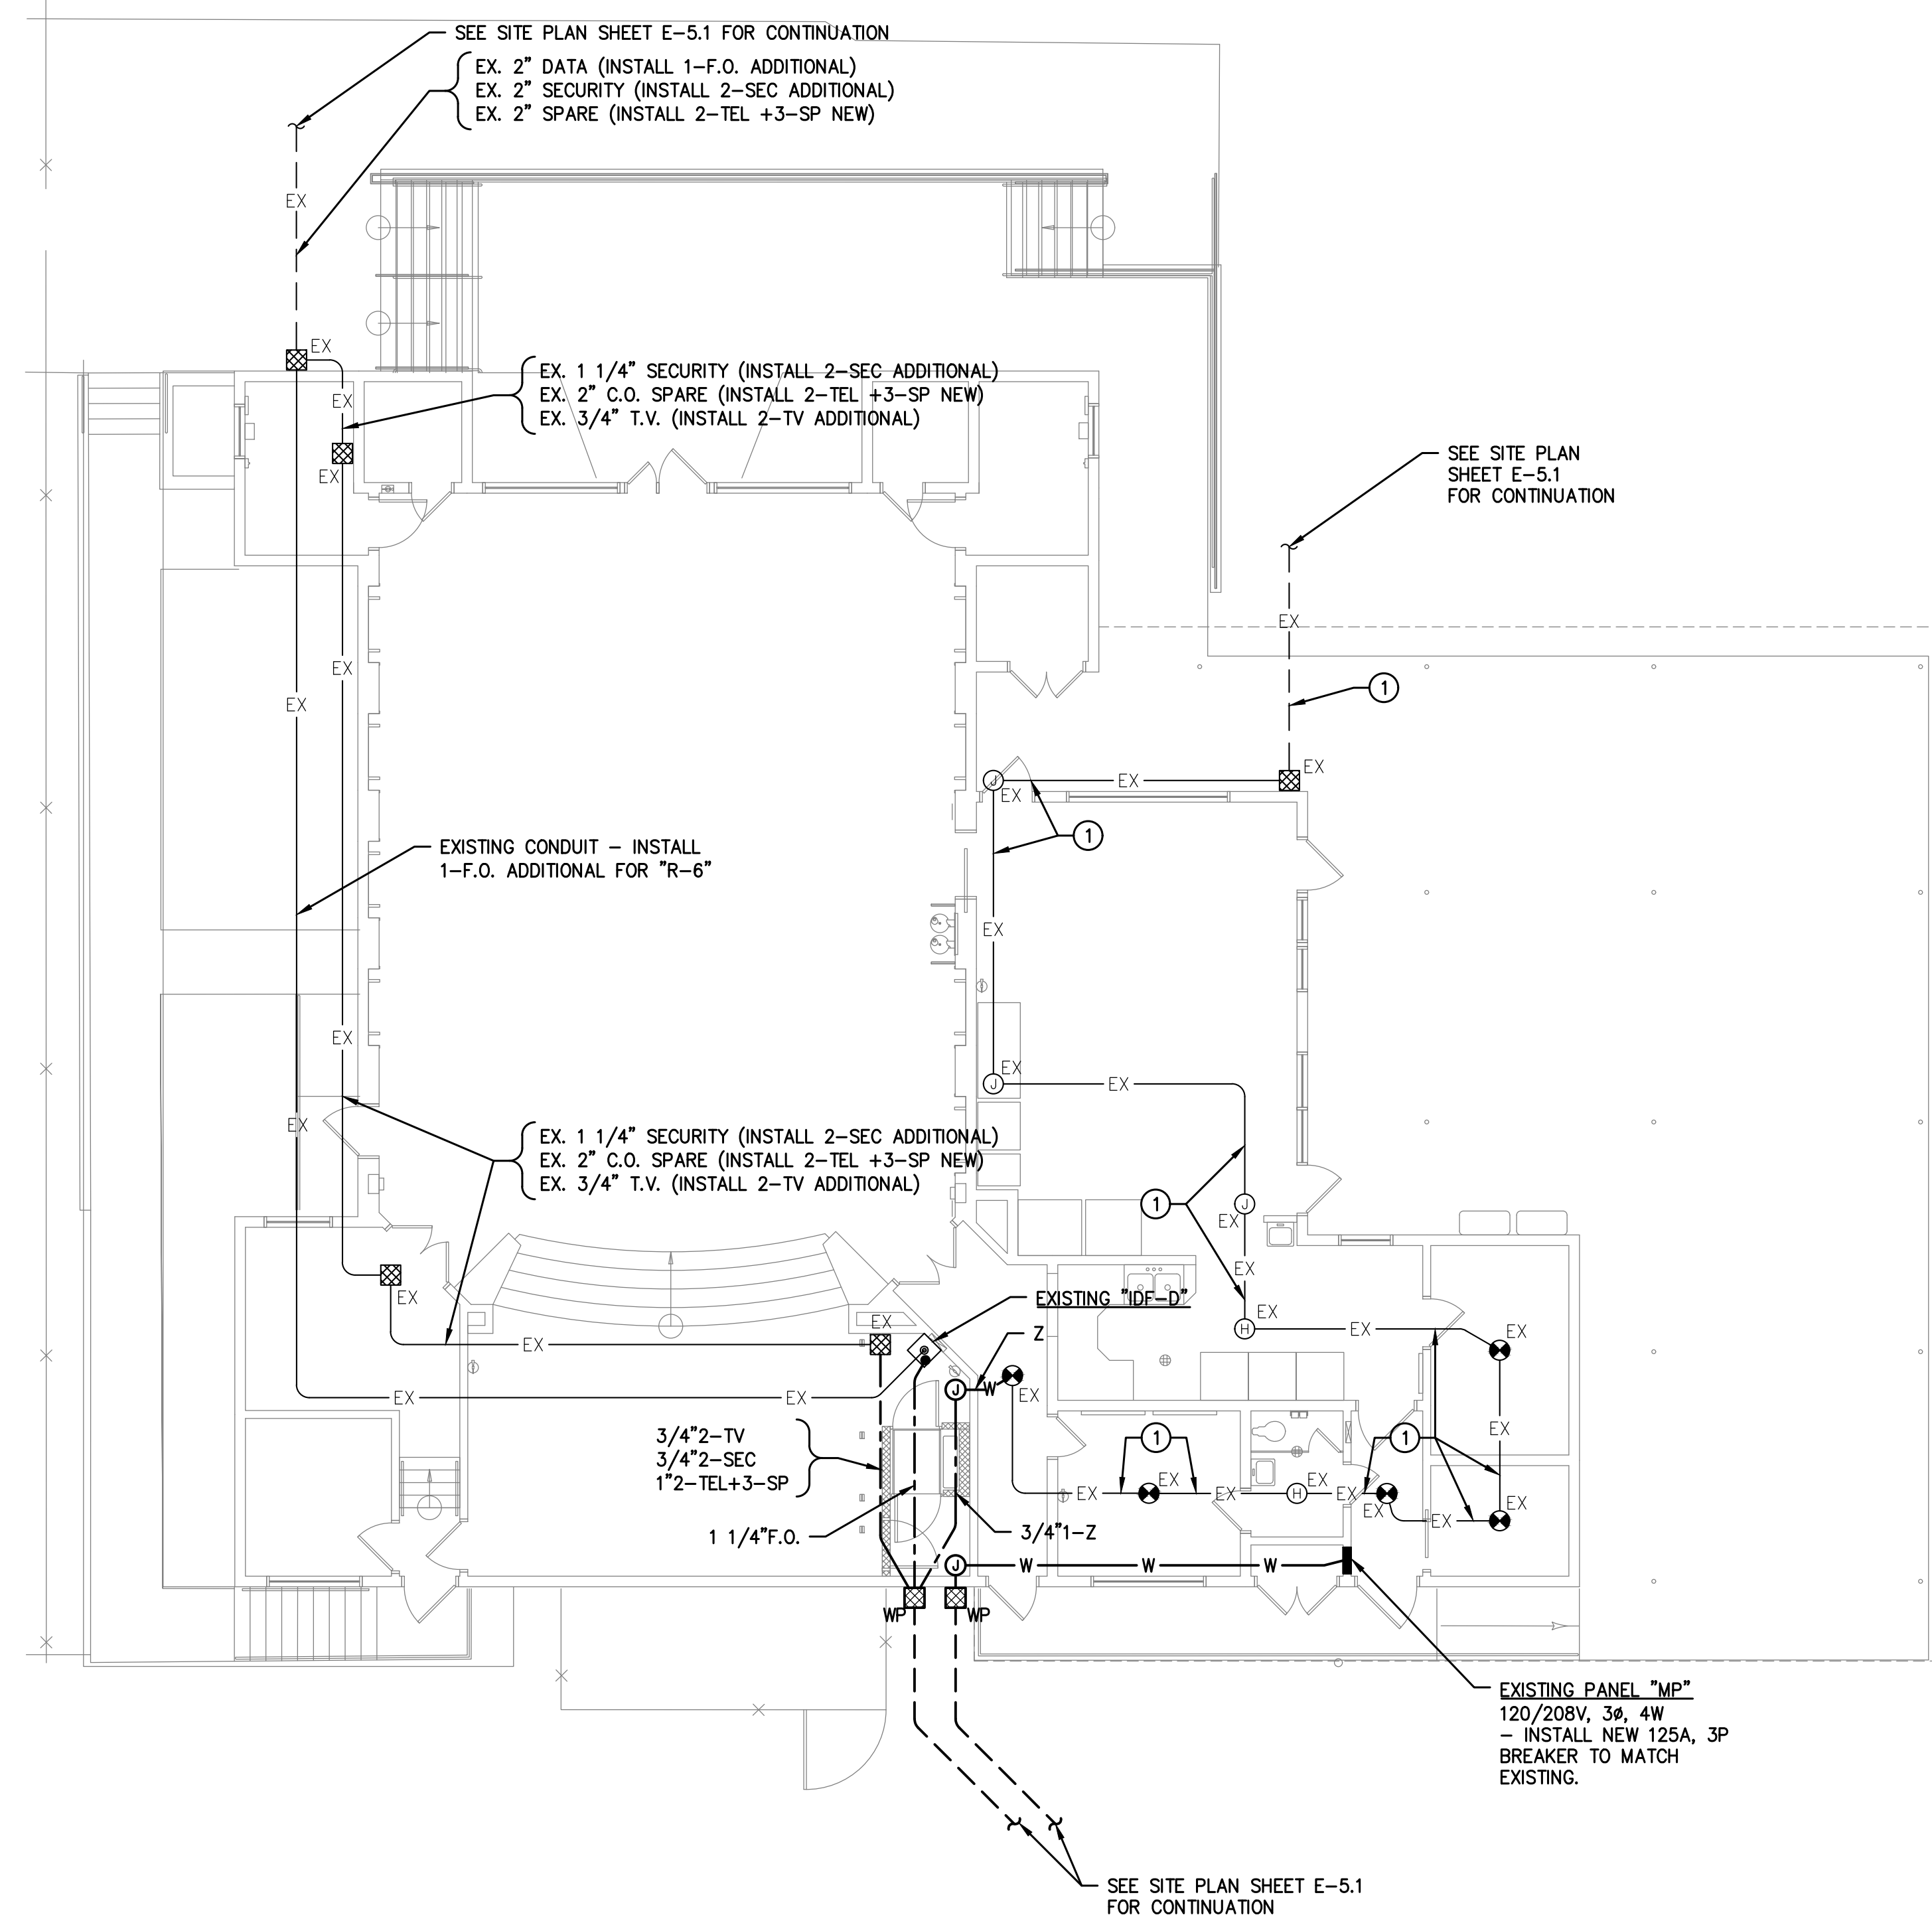 SEE SITE PLAN SHEET E-5.1 FOR CONTINUATION
EX. 2" DATA (INSTALL 1-F.O. ADDITIONAL)
EX. 2" SECURITY (INSTALL 2-SEC ADDITIONAL)
EX. 2" SPARE (INSTALL 2-TEL +3-SP NEW)
EX
EX
EX
EX
EX. 1 1/4" SECURITY (INSTALL 2-SEC ADDITIONAL)
EX. 2" C.O. SPARE (INSTALL 2-TEL +3-SP NEW)
EX. 3/4" T.V. (INSTALL 2-TV ADDITIONAL)
SEE SITE PLAN
SHEET E-5.1
FOR CONTINUATION
EX
EX
EX
1
EX
J
EX
EX
EX
1
EXISTING CONDUIT - INSTALL
1-F.O. ADDITIONAL FOR "R-6"
EX
EX
EX
J
EX
EX
EX. 1 1/4" SECURITY (INSTALL 2-SEC ADDITIONAL)
EX. 2" C.O. SPARE (INSTALL 2-TEL +3-SP NEW)
EX. 3/4" T.V. (INSTALL 2-TV ADDITIONAL)
1
J
EX
EX
EX
EXISTING "IDF-D"
EX
EX
EX
Z
H
EX
EX
J
W
EX
EX
EX
EX
3/4"2-TV
3/4"2-SEC
1"2-TEL+3-SP
1
1
EX
EX
EX
H
EX
EX
EX
EX
EX
1 1/4"F.O.
3/4"1-Z
J
W
W
W
WP
WP
EXISTING PANEL "MP"
120/208V, 3ø, 4W
- INSTALL NEW 125A, 3P
BREAKER TO MATCH
EXISTING.
SEE SITE PLAN SHEET E-5.1
FOR CONTINUATION